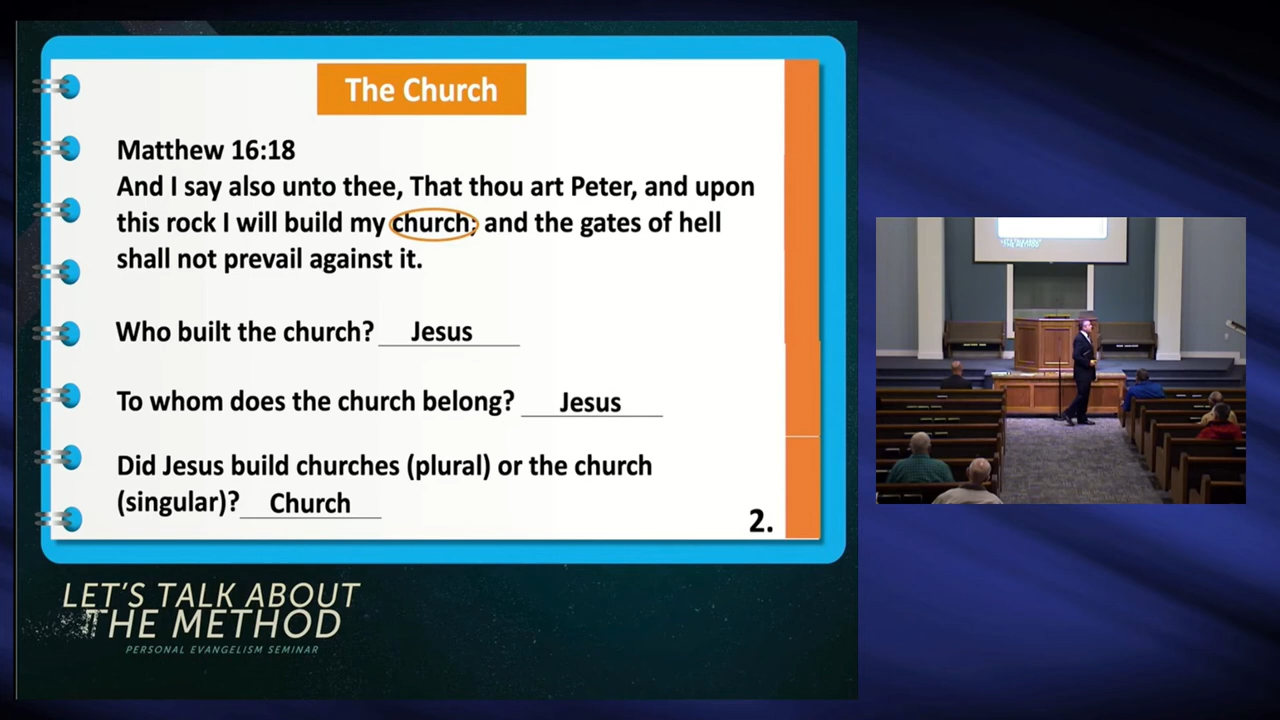 The Church
Matthew 16:18
And I say also unto thee, That thou art Peter, and upon
this rock I will build my church; and the gates of hell
shall not prevail against it.
Who built the church? Jesus
To whom does the church belong? Jesus
Did Jesus build churches (plural) or the church
(singular)? Church
2.
LET'S TALK ABOUT
THE METHOD
PERSONAL EVANGELISM SEMINAR